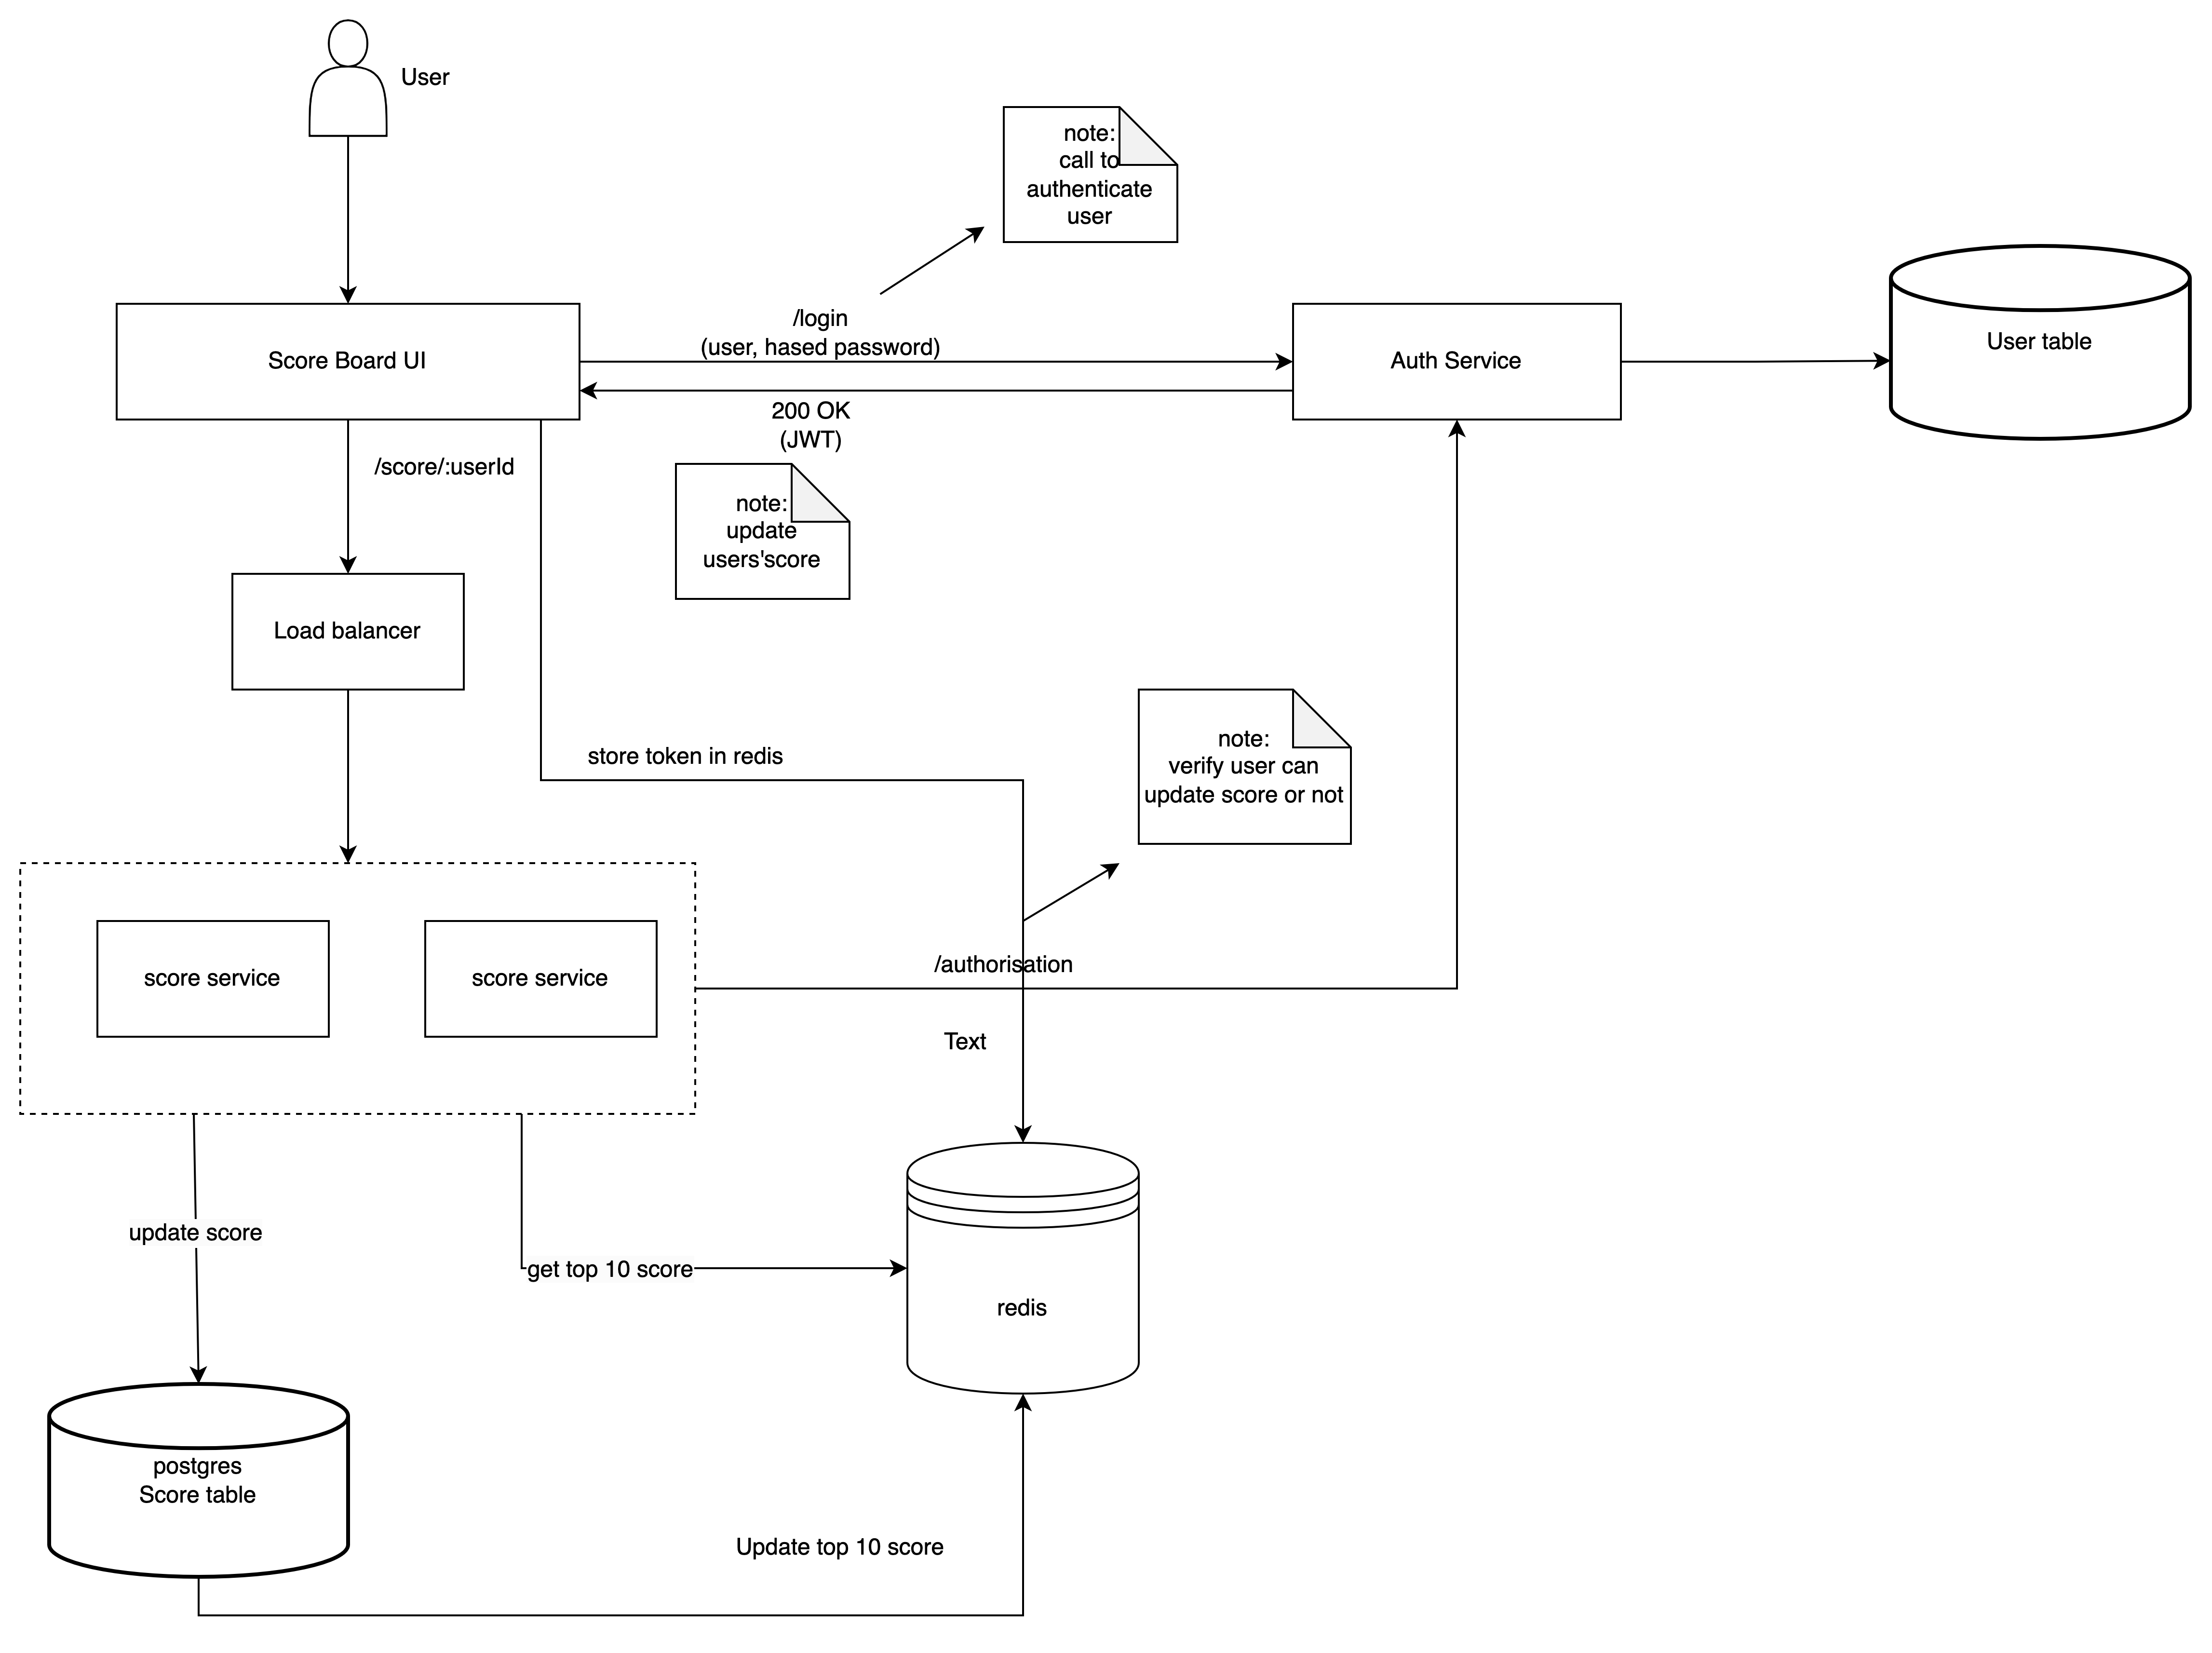 User
note:
call to
authenticate
user
/login
(user, hased password)
Score Board UI
Auth Service
User table
200 OK
(JWT)
/score/:userId
note:
update
users'score
Load balancer
store token in redis
note:
verify user can
update score or not
score service
score service
/authorisation
Text
update score
get top 10 score
redis
postgres
Score table
Update top 10 score